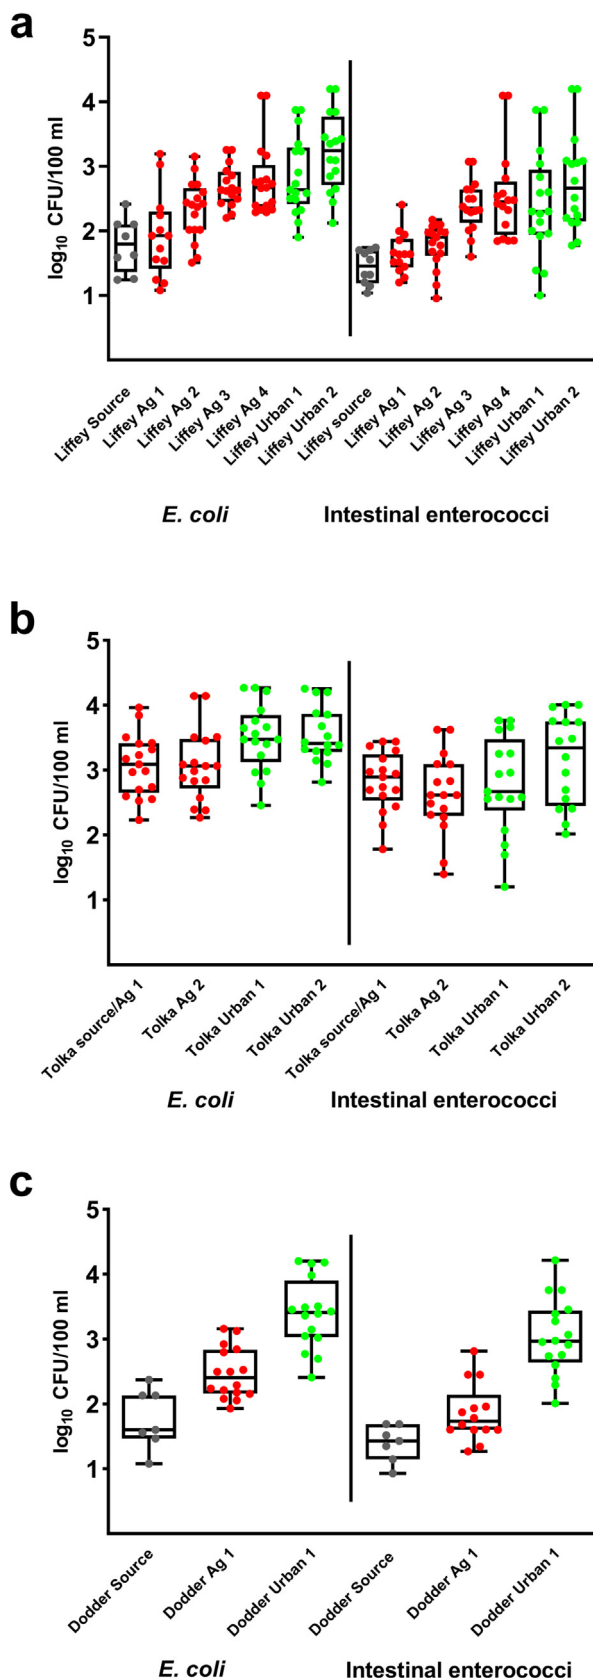 a
5
4
3
2
1
log10 CFU/100 ml
Liffey Source
Liffey Ag 1
Liffey Ag 2
Liffey Ag 3
Liffey Ag 4
Liffey Urban 1
Liffey Urban 2
Liffey Source
Liffey Ag 1
Liffey Ag 2
Liffey Ag 3
Liffey Ag 4
Liffey Urban 1
Liffey Urban 2
E. coli
Intestinal enterococci
b
5
4
3
2
1
log10 CFU/100 ml
Tolka source/Ag 1
Tolka Ag 2
Tolka Urban 1
Tolka Urban 2
Tolka source/Ag 1
Tolka Ag 2
Tolka Urban 1
Tolka Urban 2
E. coli
Intestinal enterococci
c
5
4
3
2
1
log10 CFU/100 ml
Dodder Source
Dodder Ag 1
Dodder Urban 1
Dodder Source
Dodder Ag 1
Dodder Urban 1
E. coli
Intestinal enterococci